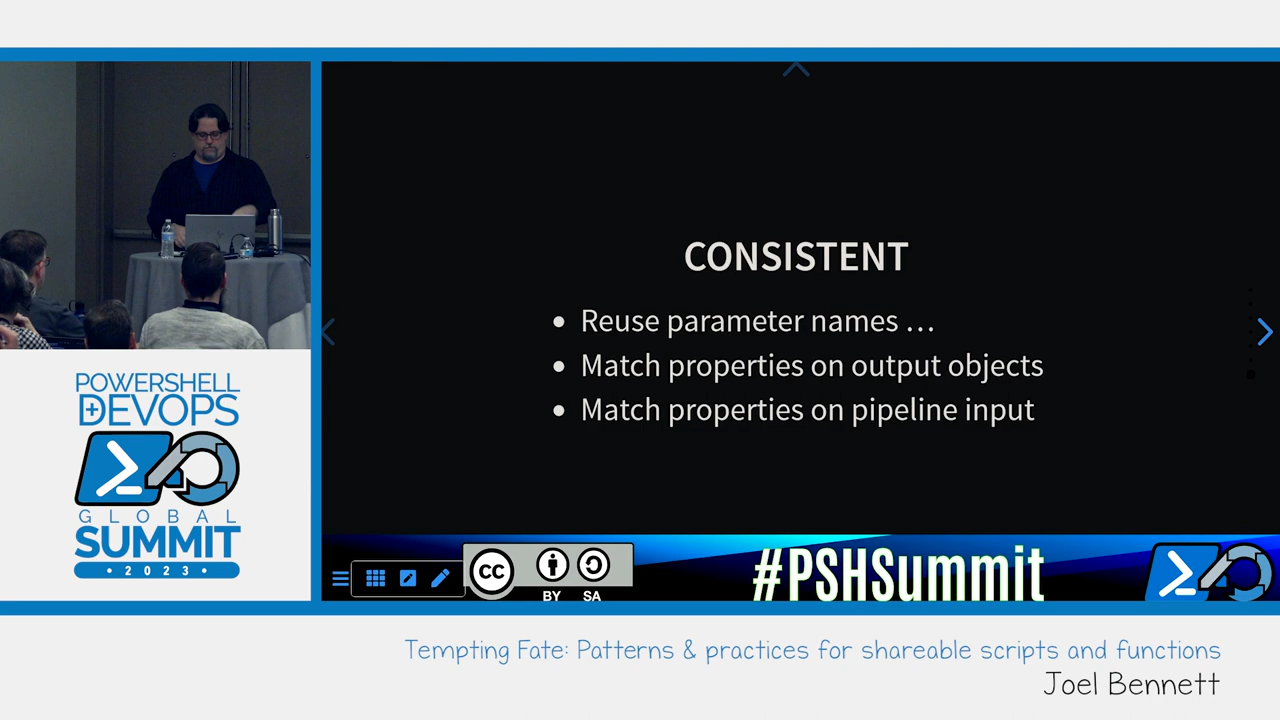 CONSISTENT
Reuse parameter names …
Match properties on output objects
Match properties on pipeline input
POWERSHELL
DEVOPS
GLOBAL
SUMMIT
• 2023 •
CC
BY SA
#PSHSummit
Tempting Fate: Patterns & practices for shareable scripts and functions
Joel Bennett